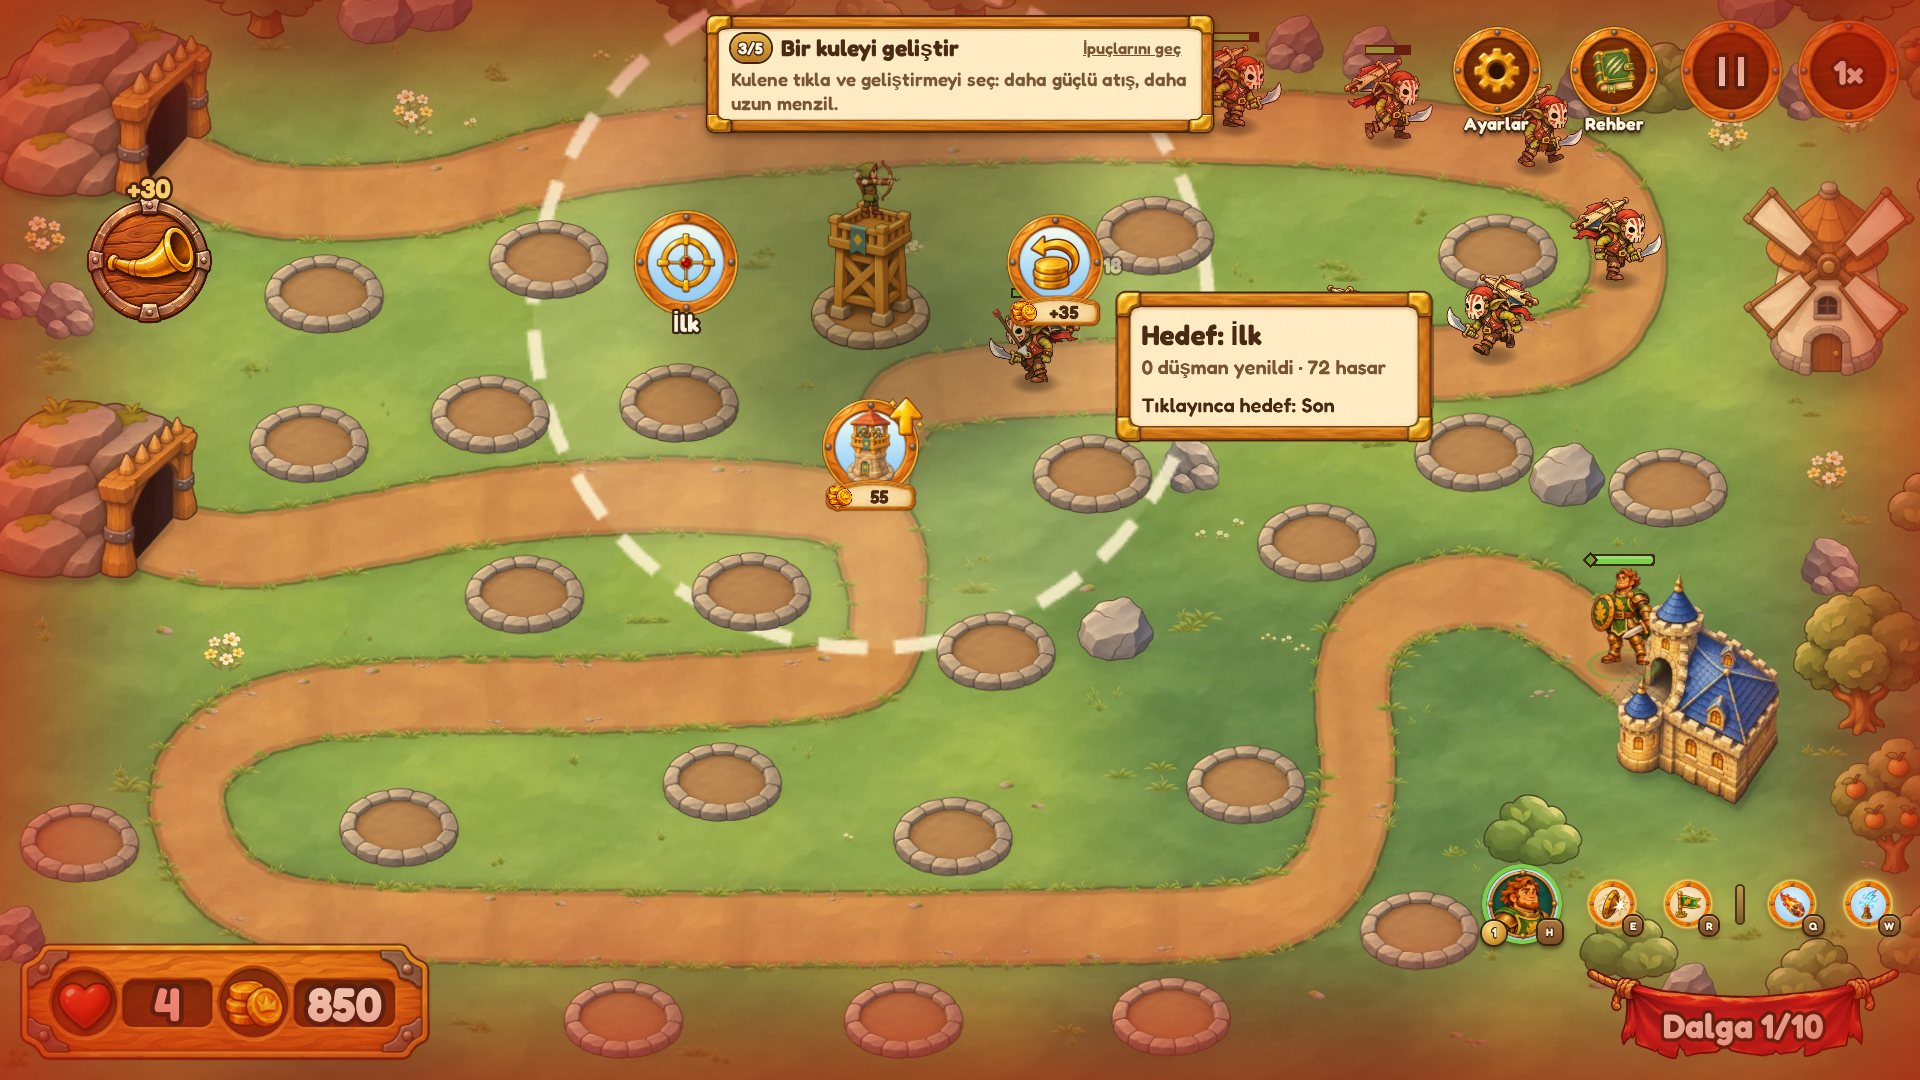 3/5
Bir kuleyi geliştir
İpuçlarını geç
Kulene tıkla ve geliştirmeyi seç: daha güçlü atış, daha
uzun menzil.
Ayarlar
Rehber
1x
+30
İlk
18
+35
Hedef: İlk
0 düşman yenildi · 72 hasar
Tıklayınca hedef: Son
55
1
H
E
R
Q
W
4
850
Dalga 1/10